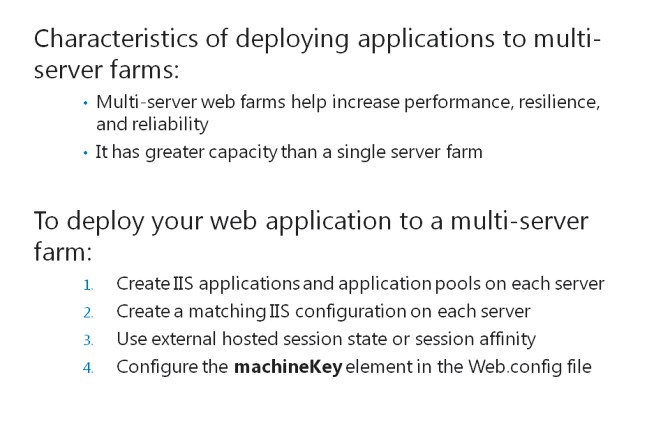 Characteristics of deploying applications to multi-
server farms:
• Multi-server web farms help increase performance, resilience,
and reliability
• It has greater capacity than a single server farm
To deploy your web application to a multi-server
farm:
1. Create IIS applications and application pools on each server
2. Create a matching IIS configuration on each server
3. Use external hosted session state or session affinity
4. Configure the machineKey element in the Web.config file